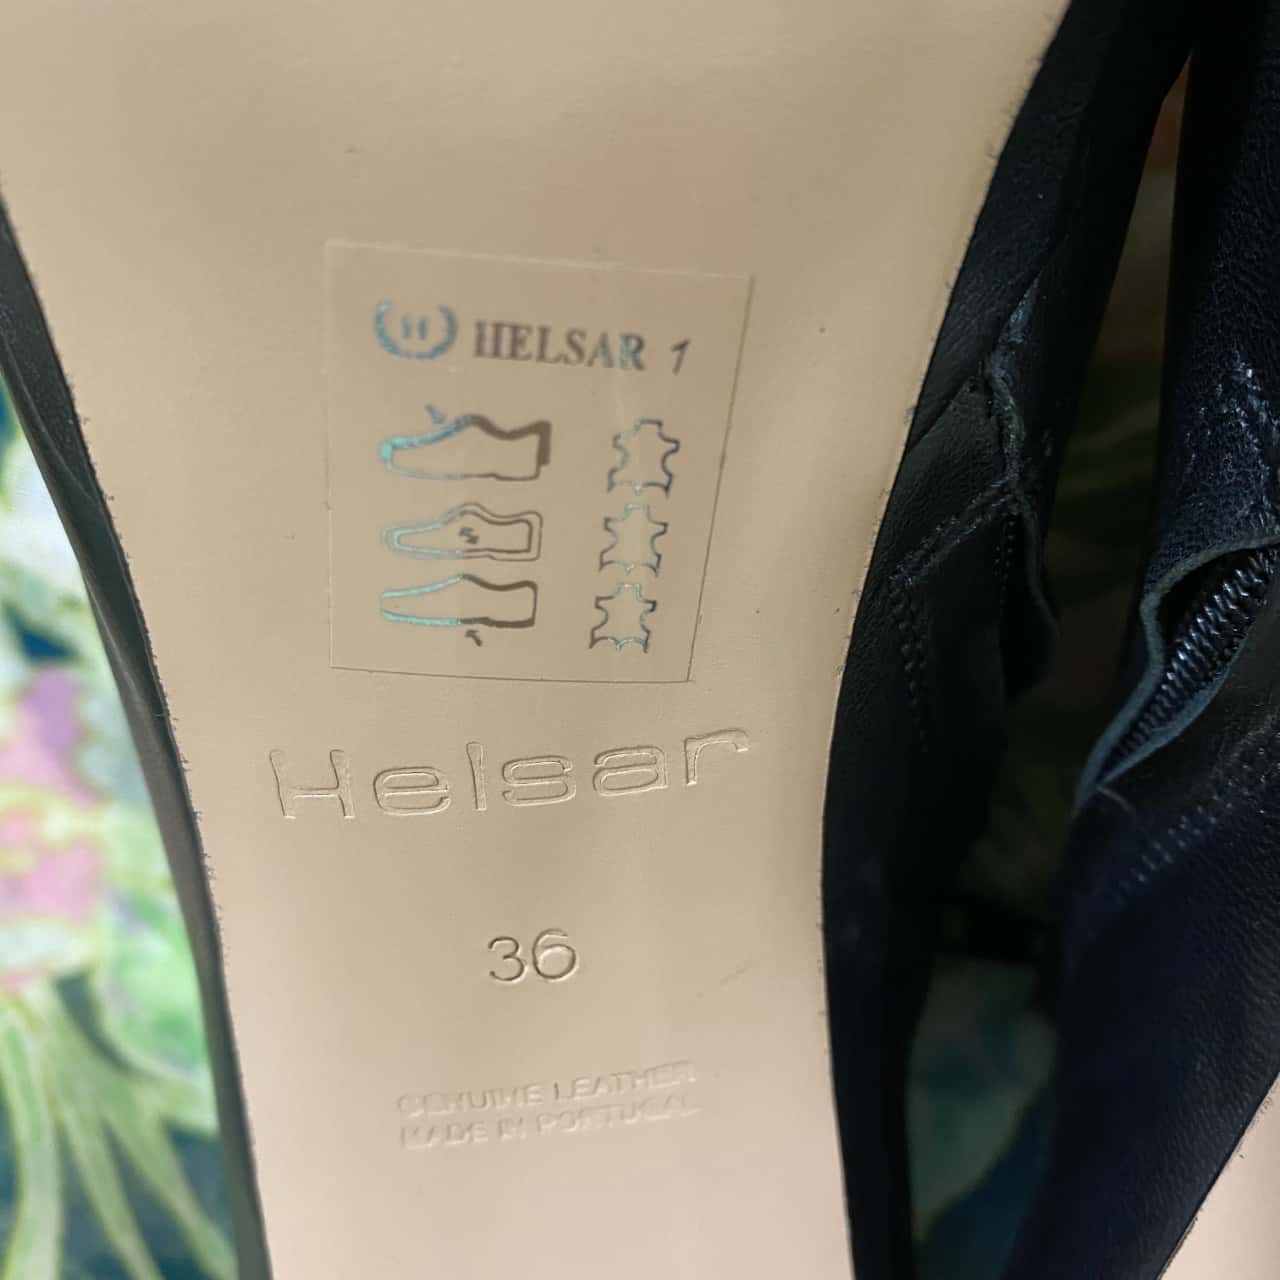 H HELSAR 1
Helsar
36
GENUINE LEATHER
MADE IN PORTUGAL